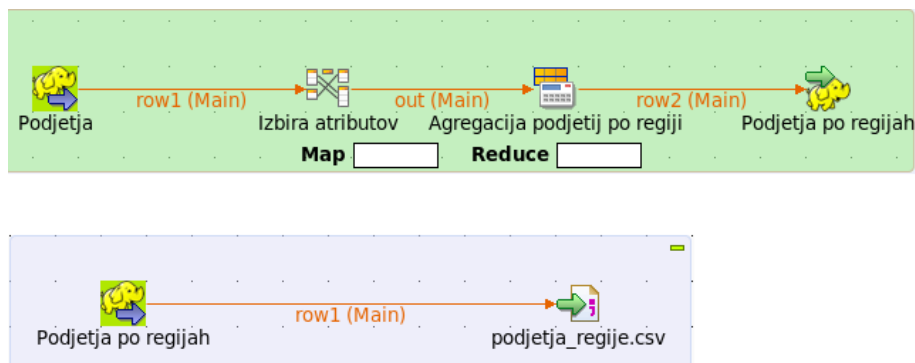 row1 (Main) out (Main) row2 (Main)
Podjetja Izbira atributov Agregacija podjetij po regiji Podjetja po regijah
Map Reduce
row1 (Main)
Podjetja po regijah podjetja_regije.csv